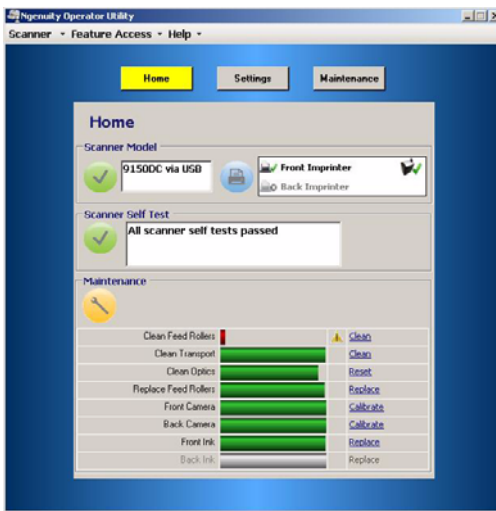 Ngenuity Operator Utility
Scanner Feature Access Help
Home Settings Maintenance
Home
Scanner Model
9150DC via USB
Front Imprinter
Back Imprinter
Scanner Self Test
All scanner self tests passed
Maintenance
Clean Feed Rollers Clean
Clean Transport Clean
Clean Optics Reset
Replace Feed Rollers Replace
Front Camera Calibrate
Back Camera Calibrate
Front Ink Replace
Back Ink Replace